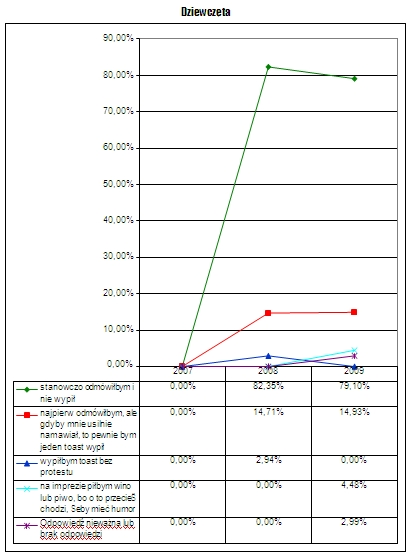 Dziewczeta
90,00%
80,00%
70,00%
60,00%
50,00%
40,00%
30,00%
20,00%
10,00%
0,00%
2007 2008 2009
stanowczo odmówiłbym i
nie wypił
0,00% 82,35% 79,10%
najpierw odmówiłbym, ale
gdyby mnie usilnie
namawiał, to pewnie bym
jeden toast wypił
0,00% 14,71% 14,93%
wypiłbym toast bez
protestu
0,00% 2,94% 0,00%
na imprezie piłbym wino
lub piwo, bo o to przecieŜ
chodzi, Ŝeby mieć humor
0,00% 0,00% 4,48%
Odpowiedź nieważna lub
brak odpowiedzi
0,00% 0,00% 2,99%